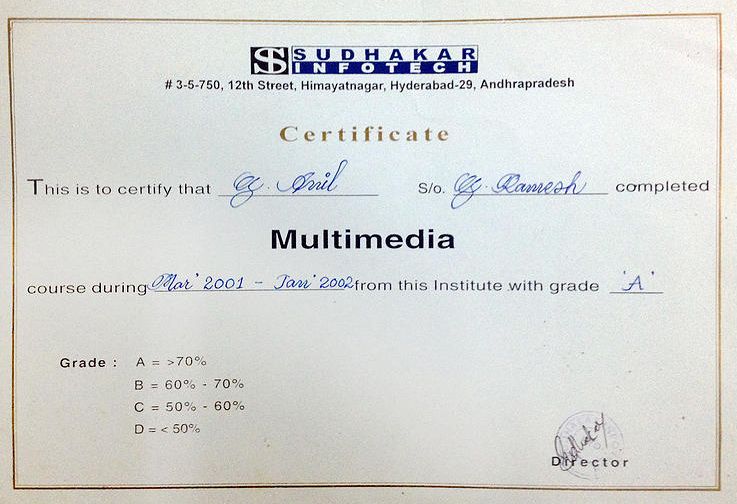 SUDHAKAR
INFOTECH
# 3-5-750, 12th Street, Himayatnagar, Hyderabad-29, Andhrapradesh
Certificate
This is to certify that G. Anil S/o. G. Ramesh completed
Multimedia
course during Mar' 2001 - Jan' 2002 from this Institute with grade 'A'
Grade : A = >70%
B = 60% - 70%
C = 50% - 60%
D = < 50%
Director